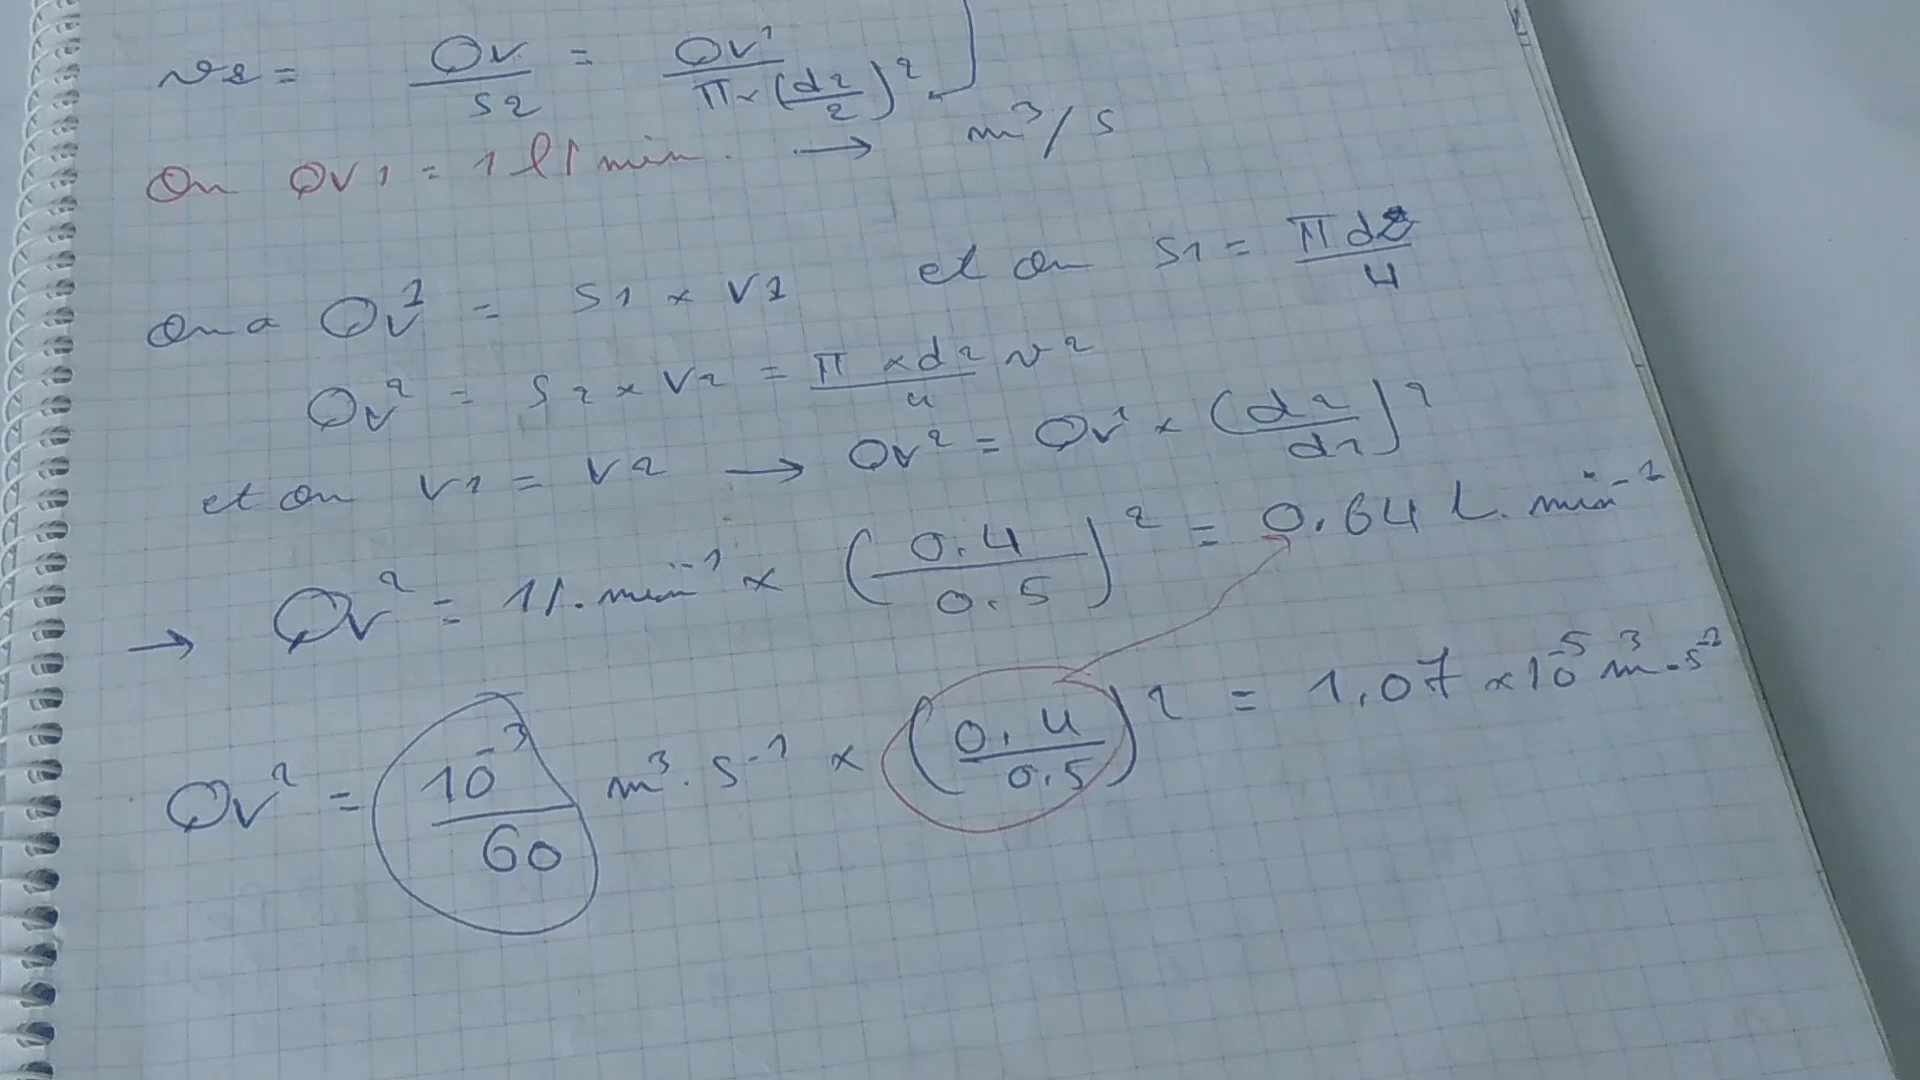 v2 = Qv / S2 = Qv1 / π × (d2/2)²
On Qv1 = 1 l/min. → m³/s
On a Qv1 = S1 × V1 et on S1 = πd² / 4
Qv2 = S2 × V2 = π × d2 / 4 v2
et on V1 = V2 → Qv2 = Qv1 × (d2/d1)²
→ Qv2 = 1l.min⁻¹ × (0.4/0.5)² = 0.64 L.min⁻¹
Qv2 = 10⁻³/60 m³.s⁻¹ × (0.4/0.5)² = 1.07 × 10⁻⁵ m³.s⁻¹